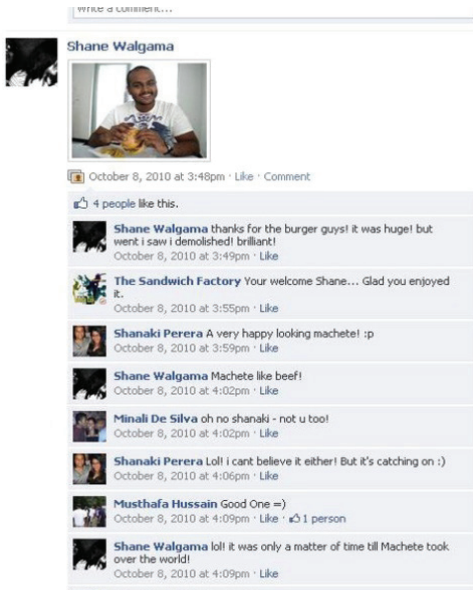 Write a comment...
Shane Walgama
October 8, 2010 at 3:48pm · Like · Comment
4 people like this.
Shane Walgama thanks for the burger guys! it was huge! but
went i saw i demolished! brilliant!
October 8, 2010 at 3:49pm · Like
The Sandwich Factory Your welcome Shane... Glad you enjoyed
it.
October 8, 2010 at 3:55pm · Like
Shanaki Perera A very happy looking machete! :p
October 8, 2010 at 3:59pm · Like
Shane Walgama Machete like beef!
October 8, 2010 at 4:02pm · Like
Minali De Silva oh no shanaki - not u too!
October 8, 2010 at 4:02pm · Like
Shanaki Perera Lol! i cant believe it either! But it's catching on :)
October 8, 2010 at 4:06pm · Like
Musthafa Hussain Good One =)
October 8, 2010 at 4:09pm · Like · 1 person
Shane Walgama lol! it was only a matter of time till Machete took
over the world!
October 8, 2010 at 4:09pm · Like